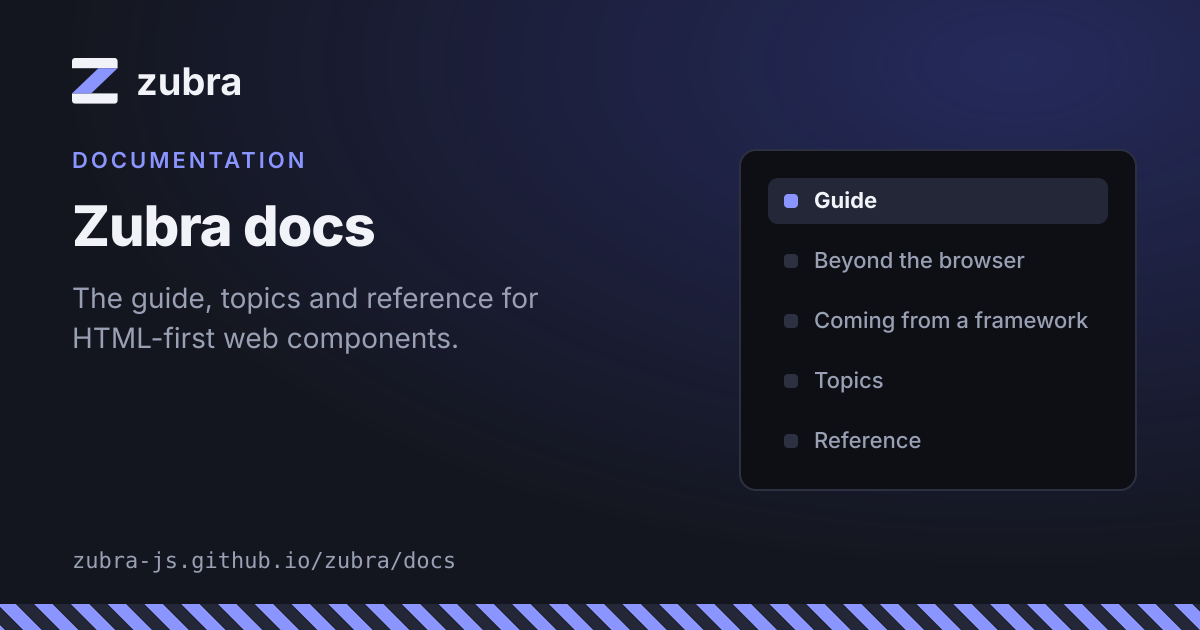 zubra
DOCUMENTATION
Zubra docs
The guide, topics and reference for
HTML-first web components.
Guide
Beyond the browser
Coming from a framework
Topics
Reference
zubra-js.github.io/zubra/docs